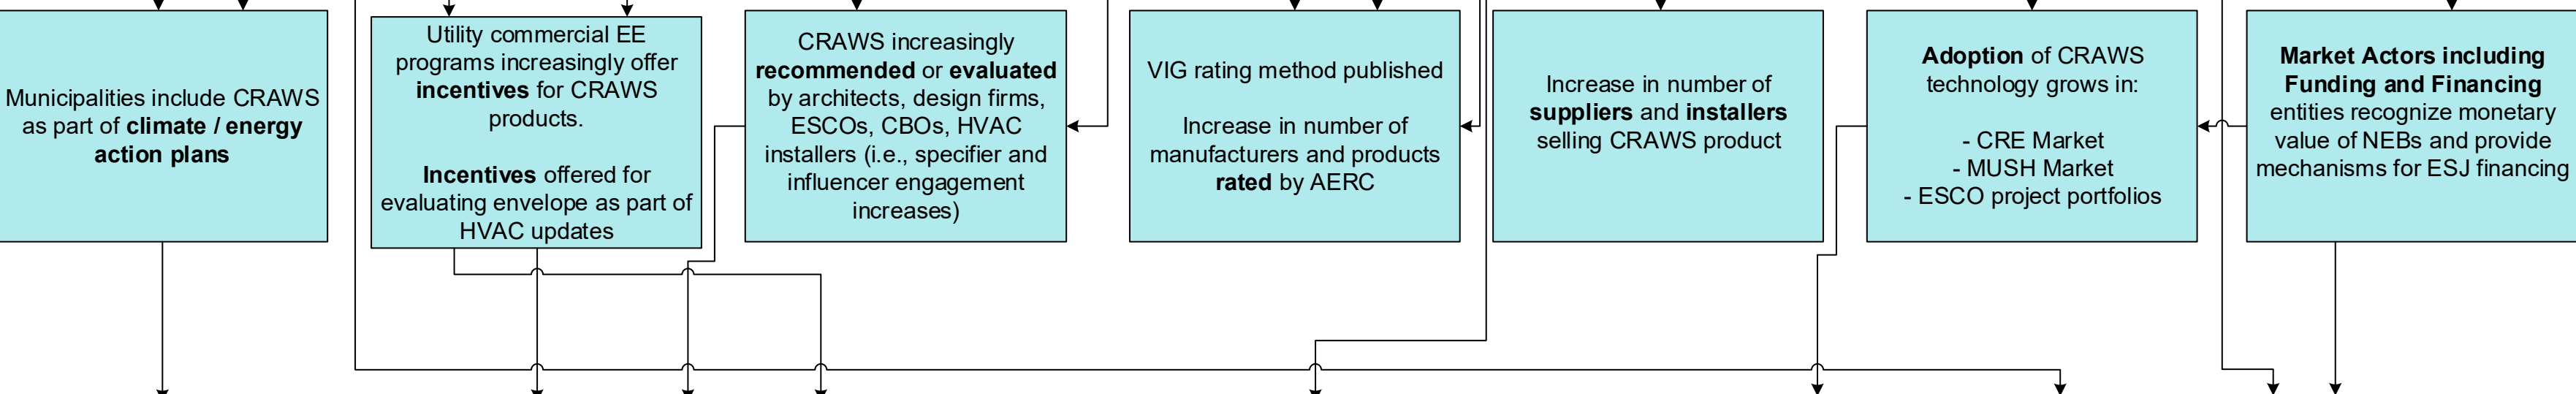 Municipalities include CRAWS
as part of climate / energy
action plans
Utility commercial EE
programs increasingly offer
incentives for CRAWS
products.
Incentives offered for
evaluating envelope as part of
HVAC updates
CRAWS increasingly
recommended or evaluated
by architects, design firms,
ESCOs, CBOs, HVAC
installers (i.e., specifier and
influencer engagement
increases)
VIG rating method published
Increase in number of
manufacturers and products
rated by AERC
Increase in number of
suppliers and installers
selling CRAWS product
Adoption of CRAWS
technology grows in:
- CRE Market
- MUSH Market
- ESCO project portfolios
Market Actors including
Funding and Financing
entities recognize monetary
value of NEBs and provide
mechanisms for ESJ financing